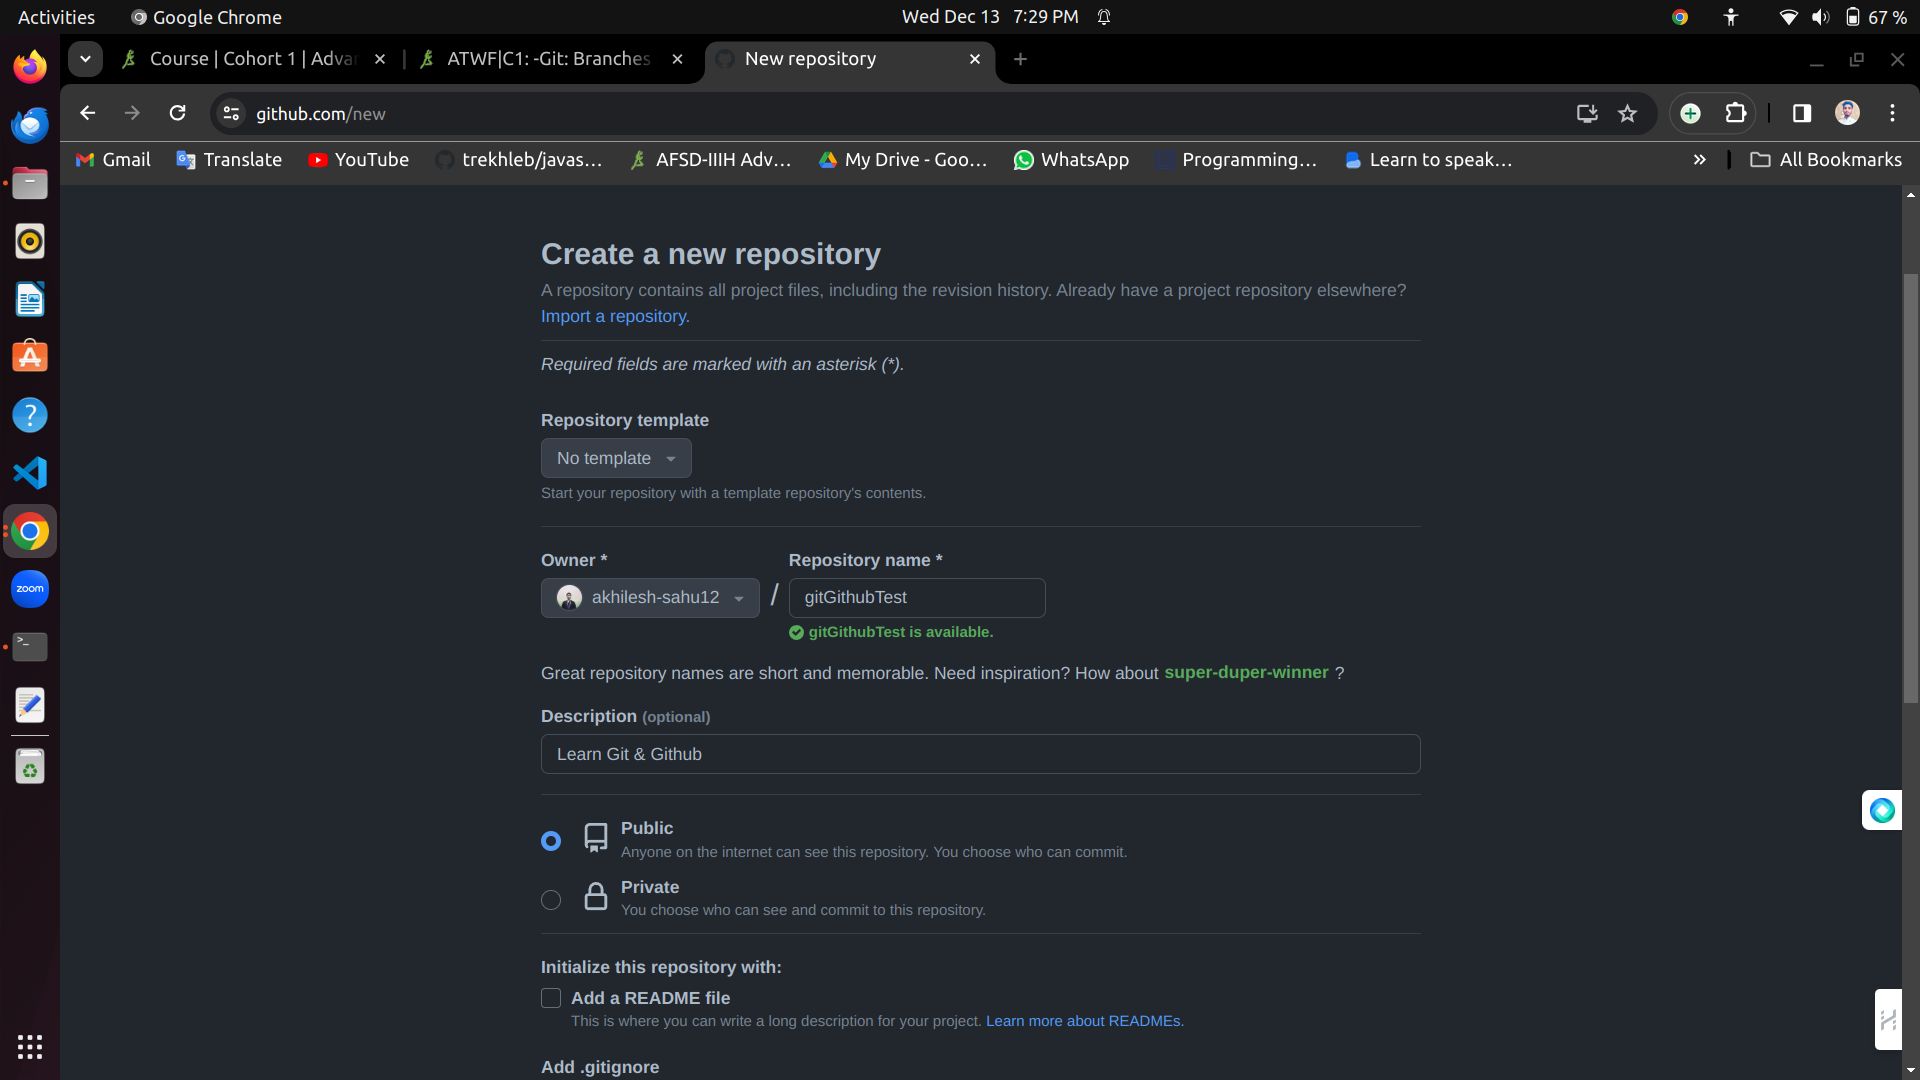 Activities
Google Chrome
Wed Dec 13 7:29 PM
67 %
Course | Cohort 1 | Advan
ATWF|C1: -Git: Branches
New repository
github.com/new
Gmail
Translate
YouTube
trekhleb/javas...
AFSD-IIIH Adv...
My Drive - Goo...
WhatsApp
Programming...
Learn to speak...
»
All Bookmarks
Create a new repository
A repository contains all project files, including the revision history. Already have a project repository elsewhere?
Import a repository.
Required fields are marked with an asterisk (*).
Repository template
No template
Start your repository with a template repository's contents.
Owner * Repository name *
akhilesh-sahu12 / gitGithubTest
gitGithubTest is available.
Great repository names are short and memorable. Need inspiration? How about super-duper-winner ?
Description (optional)
Learn Git & Github
Public
Anyone on the internet can see this repository. You choose who can commit.
Private
You choose who can see and commit to this repository.
zoom
Initialize this repository with:
Add a README file
This is where you can write a long description for your project. Learn more about READMEs.
Add .gitignore